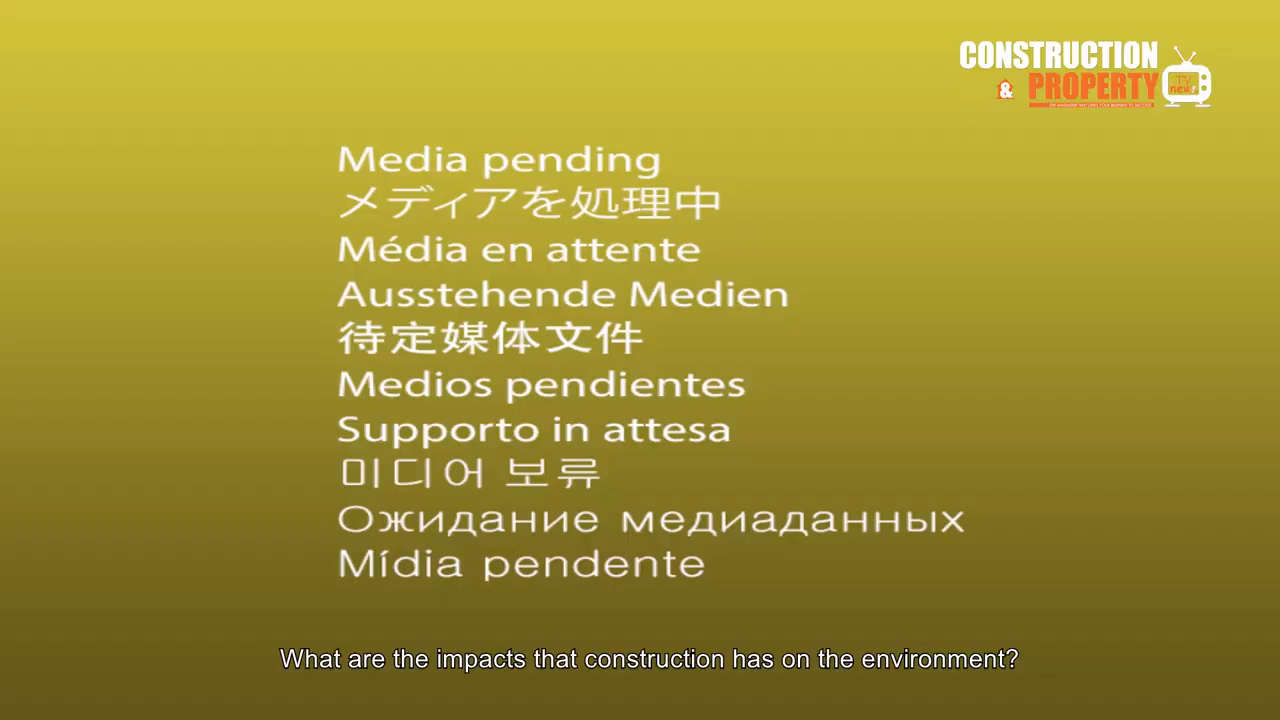 CONSTRUCTION
& PROPERTY
TV
news
Media pending
メディアを処理中
Média en attente
Ausstehende Medien
待定媒体文件
Medios pendientes
Supporto in attesa
미디어 보류
Ожидание медиаданных
Mídia pendente
What are the impacts that construction has on the environment?